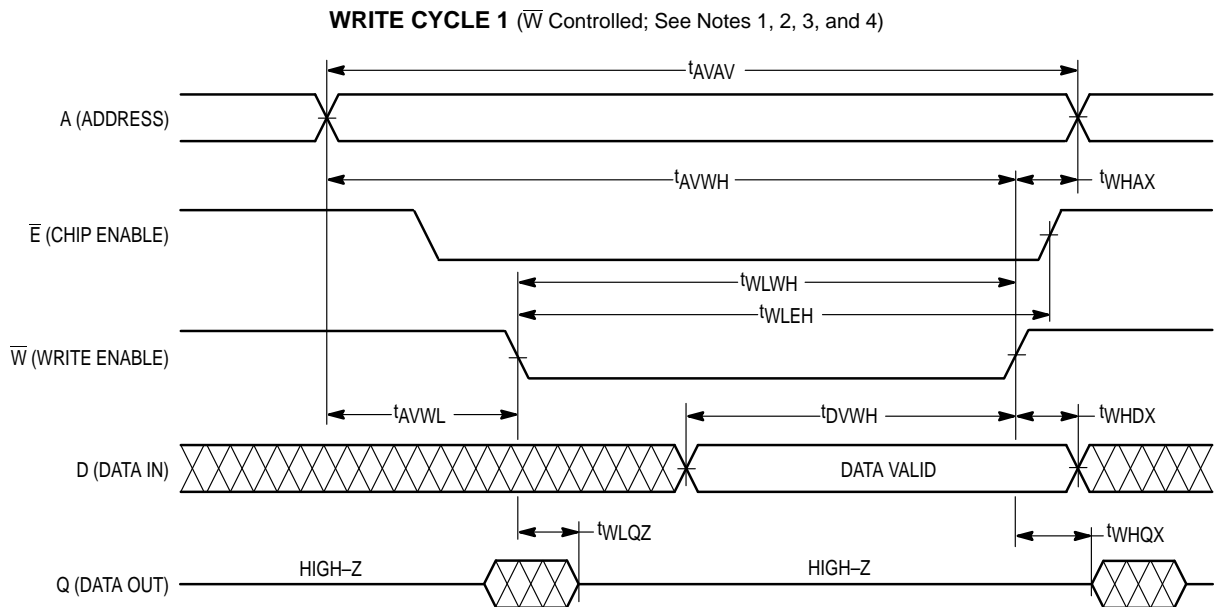 WRITE CYCLE 1 (W̅ Controlled; See Notes 1, 2, 3, and 4)
tAVAV
A (ADDRESS)
tAVWH
tWHAX
E̅ (CHIP ENABLE)
tWLWH
tWLEH
W̅ (WRITE ENABLE)
tAVWL
tDVWH
tWHDX
D (DATA IN)
DATA VALID
tWLQZ
tWHQX
Q (DATA OUT)
HIGH–Z
HIGH–Z